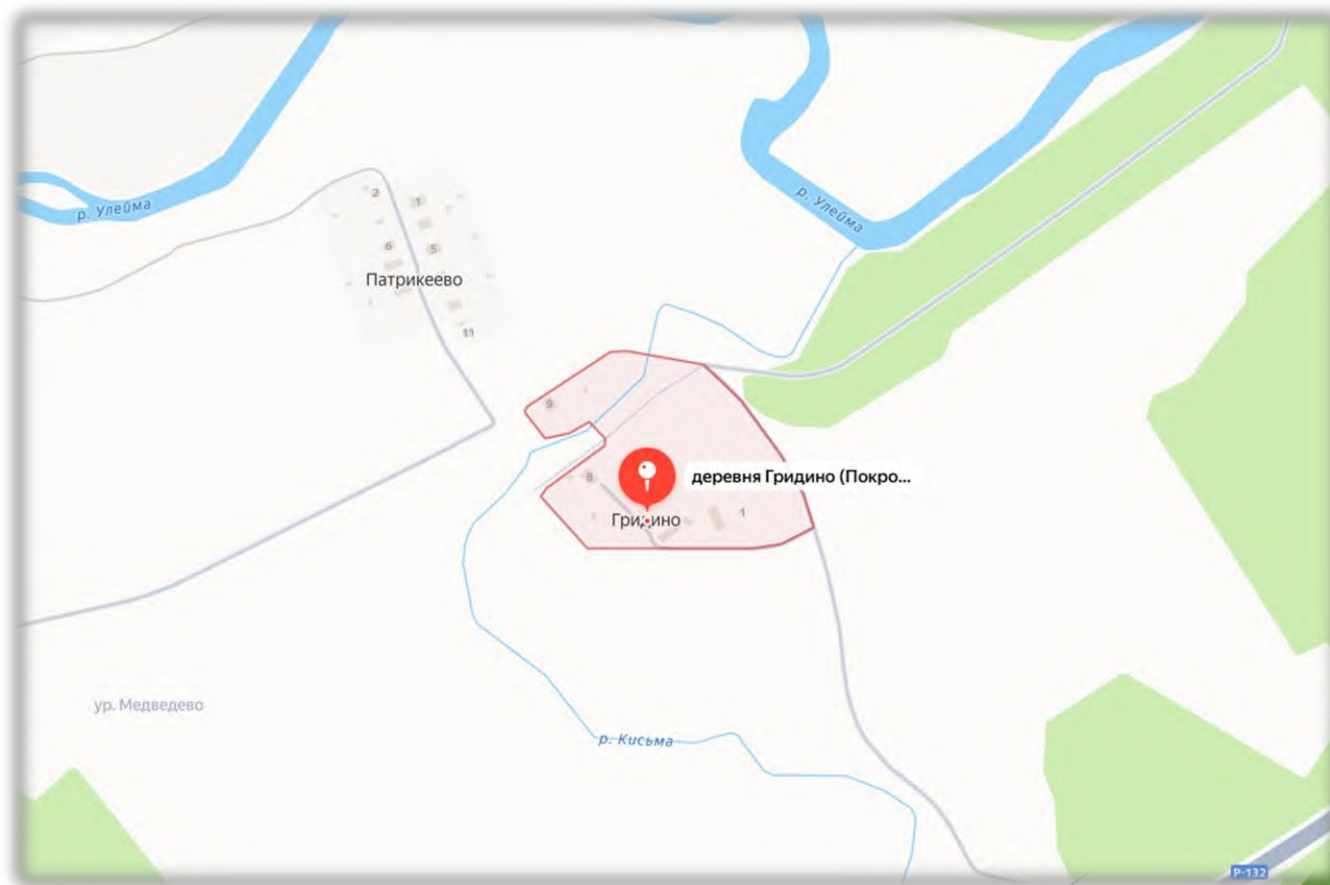 р. Улейма
р. Улейма
2
1
6
5
Патрикеево
11
9
деревня Гридино (Покро...
8
1
Гридино
ур. Медведево
р. Кисьма
Р-132